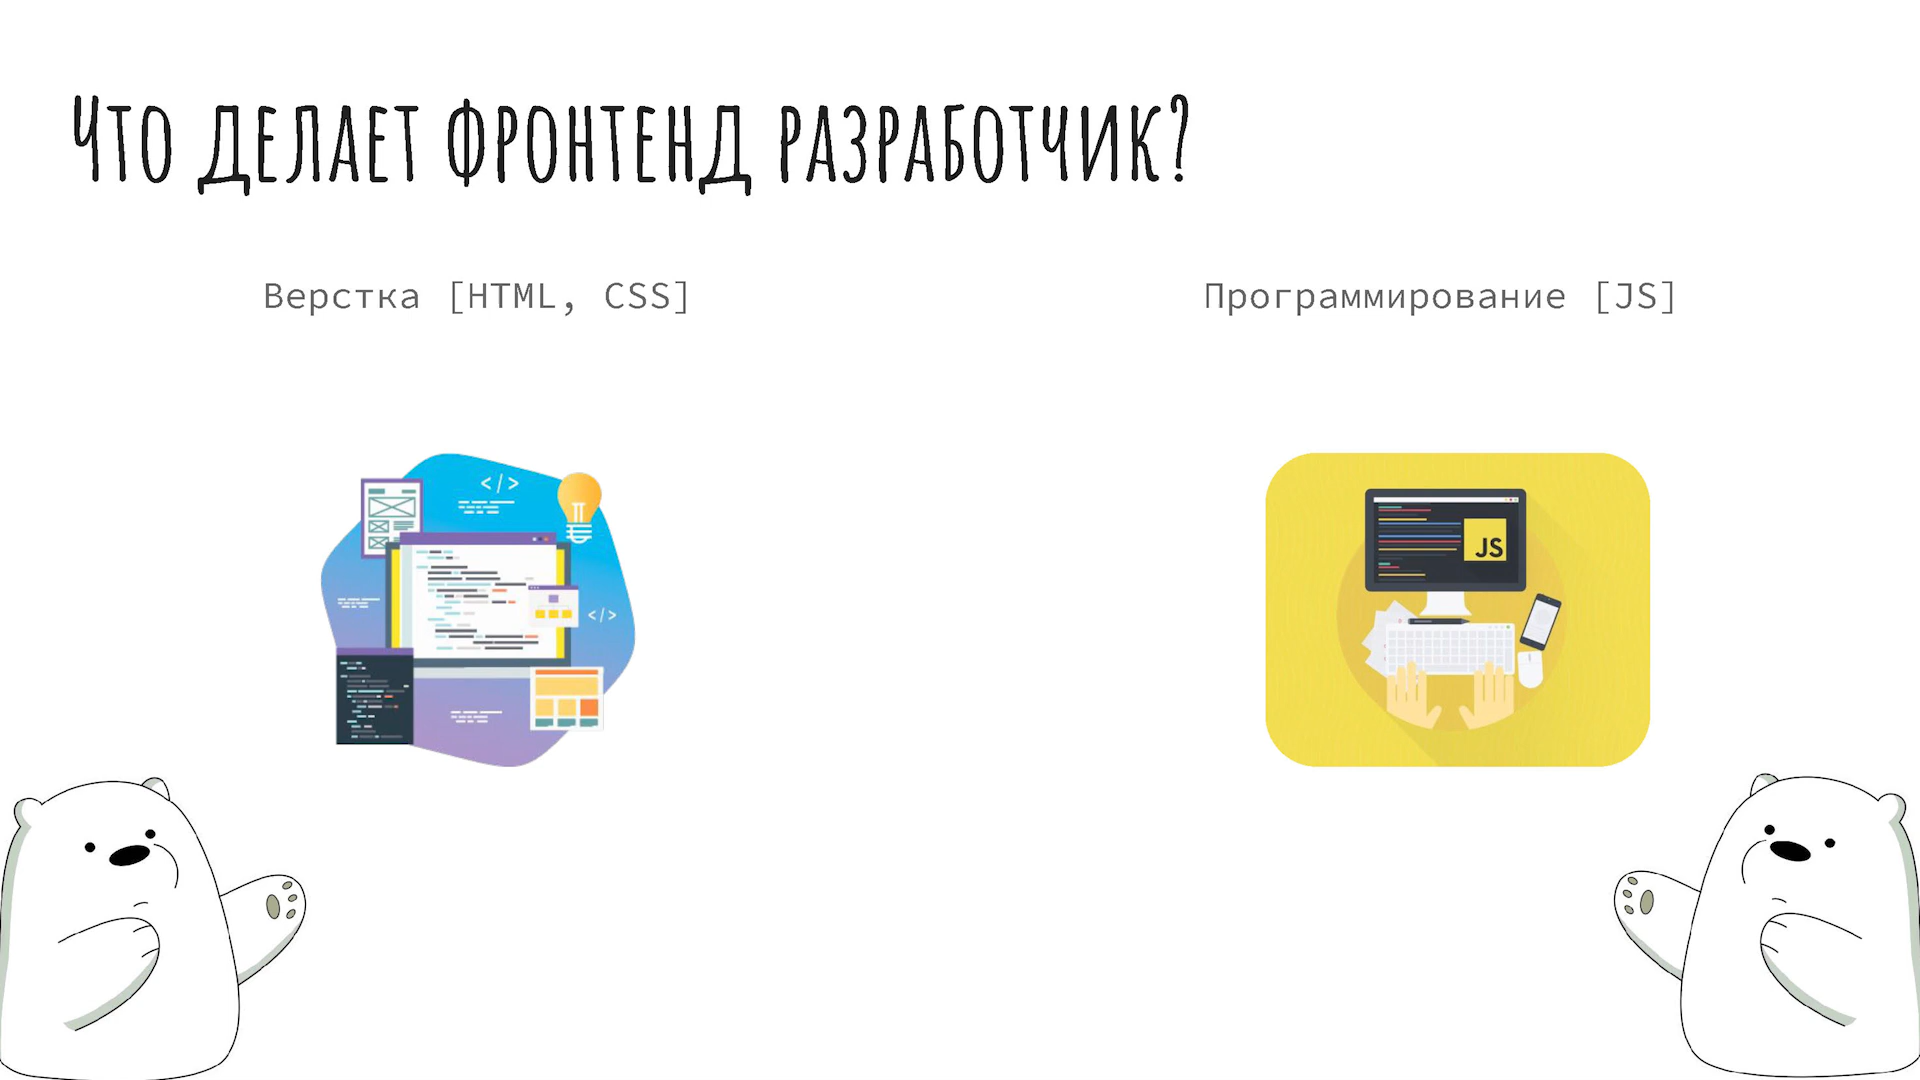 Что делает фронтенд разработчик?
Верстка [HTML, CSS]
Программирование [JS]
</>
</>
JS